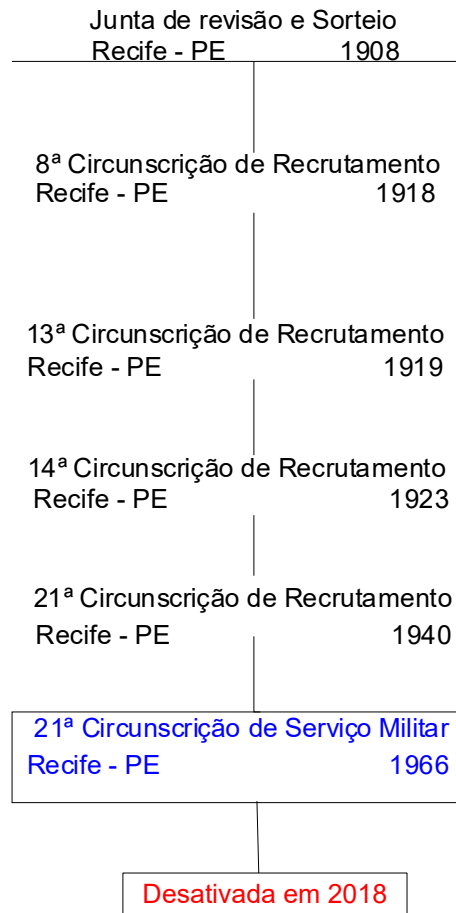 Junta de revisão e Sorteio
Recife - PE 1908
8ª Circunscrição de Recrutamento
Recife - PE 1918
13ª Circunscrição de Recrutamento
Recife - PE 1919
14ª Circunscrição de Recrutamento
Recife - PE 1923
21ª Circunscrição de Recrutamento
Recife - PE 1940
21ª Circunscrição de Serviço Militar
Recife - PE 1966
Desativada em 2018